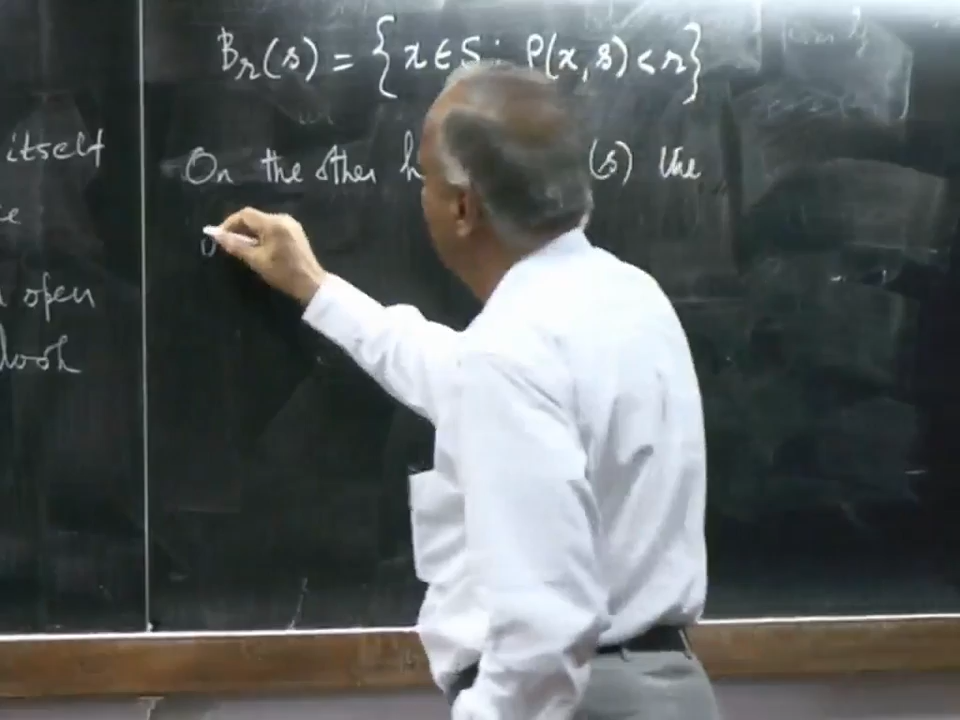 itself
open
look
B_r(s) = { x ∈ S : ρ(x, s) < r }
On the other h (s) the